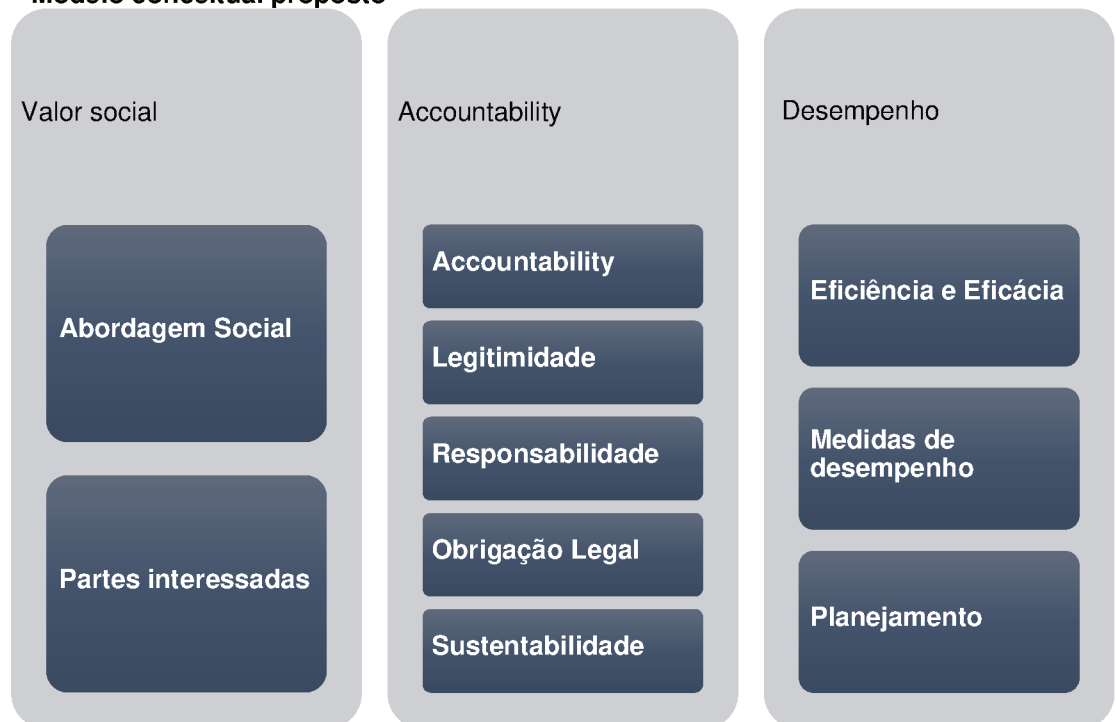 Modelo conceitual proposto
Valor social
Abordagem Social
Partes interessadas
Accountability
Accountability
Legitimidade
Responsabilidade
Obrigação Legal
Sustentabilidade
Desempenho
Eficiência e Eficácia
Medidas de
desempenho
Planejamento